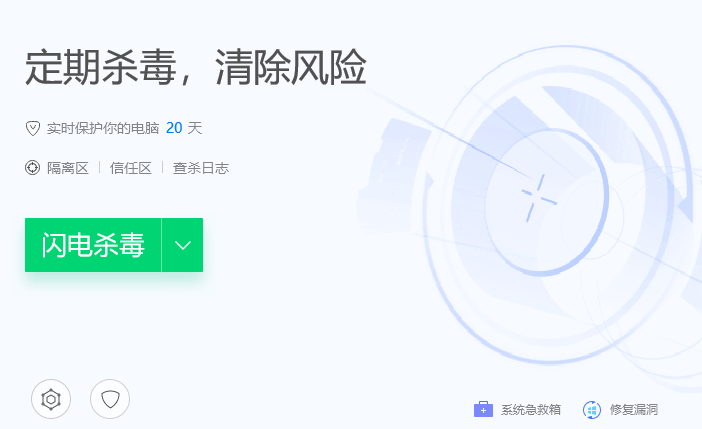 定期杀毒，清除风险
实时保护你的电脑 20 天
隔离区 信任区 查杀日志
闪电杀毒
系统急救箱 修复漏洞